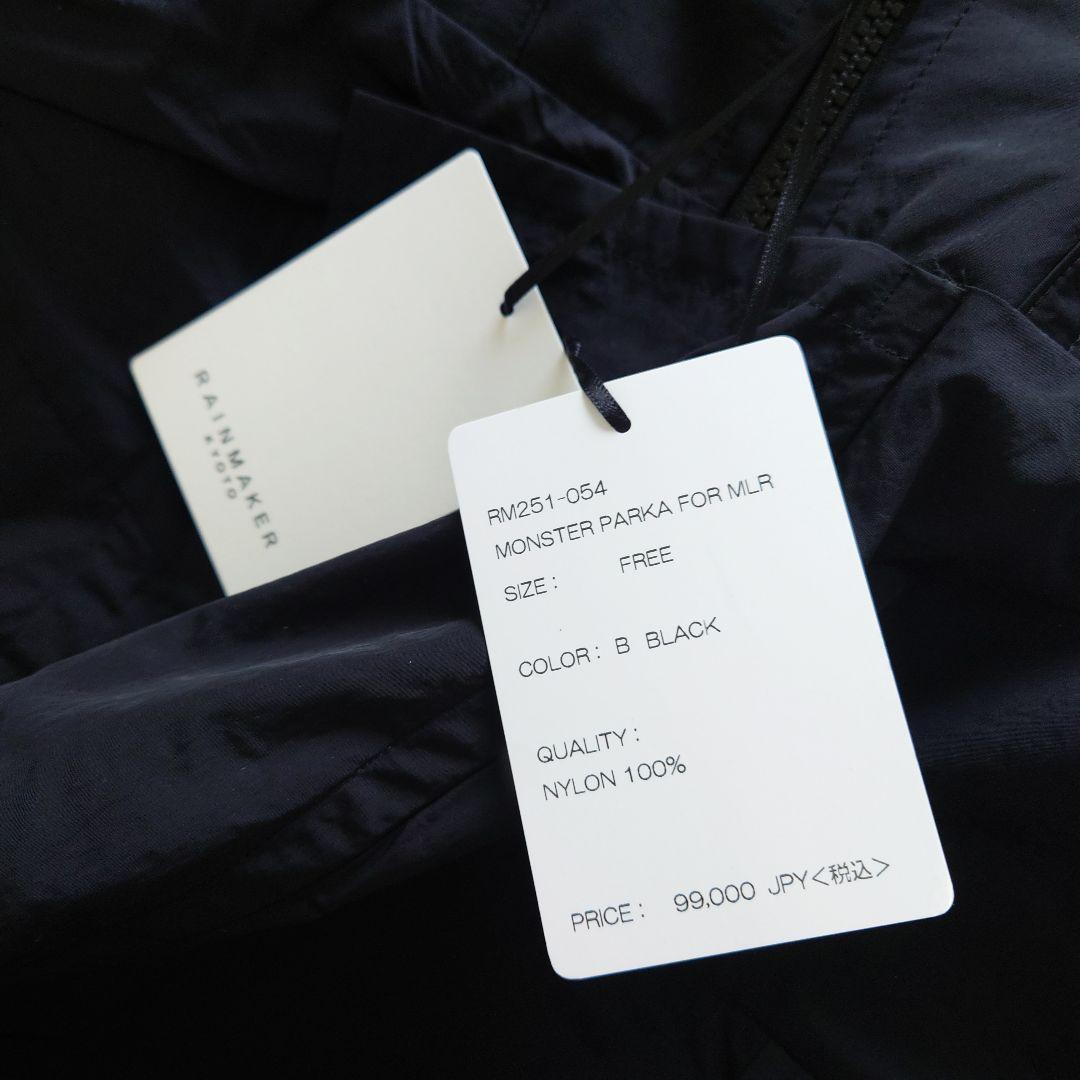 RAINMAKER
KYOTO
RM251-054
MONSTER PARKA FOR MLR
SIZE : FREE
COLOR : B BLACK
QUALITY :
NYLON 100%
PRICE : 99,000 JPY<税込>